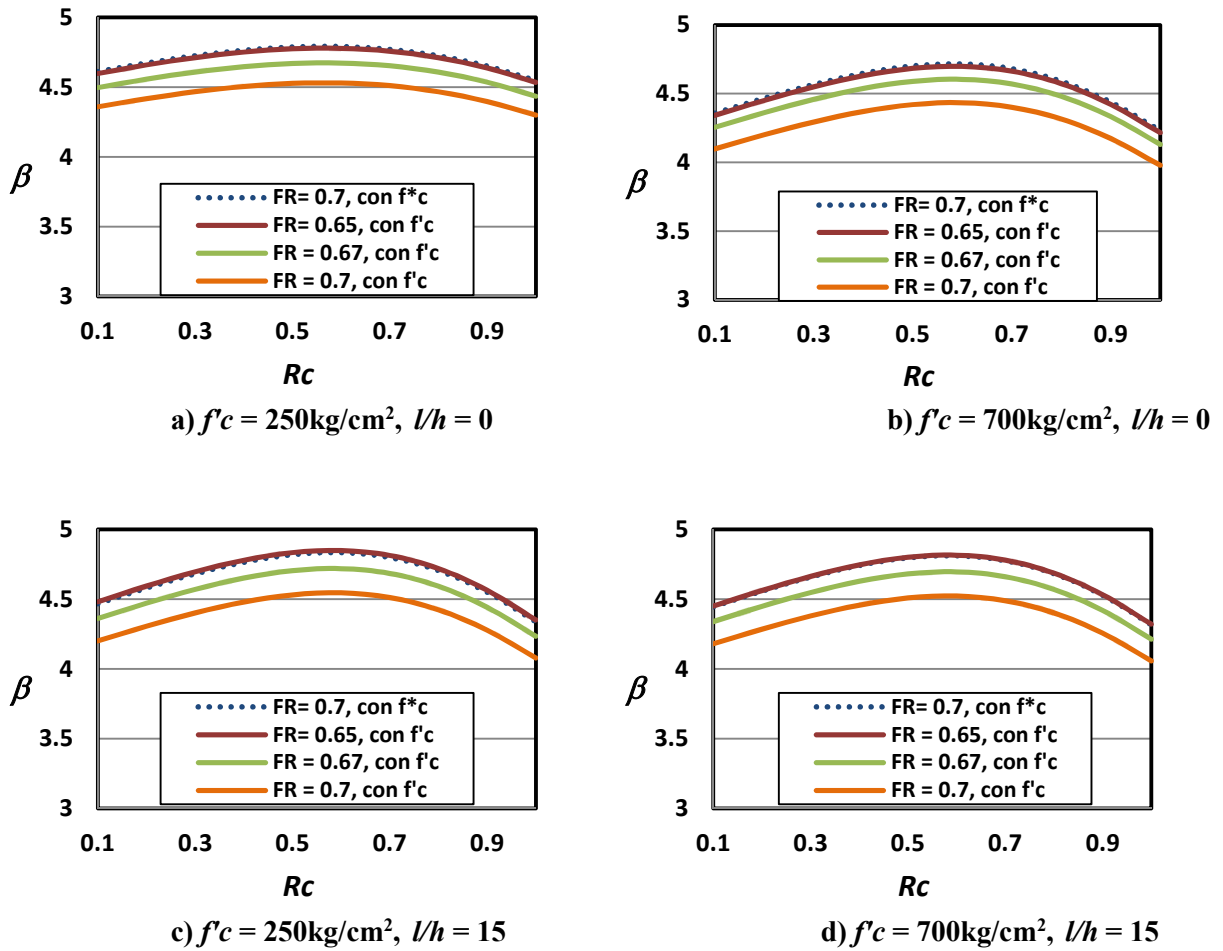 5
4.5
4
3.5
3
β
FR= 0.7, con f*c
FR = 0.65, con f'c
FR = 0.67, con f'c
FR = 0.7, con f'c
0.1 0.3 0.5 0.7 0.9
Rc
a) f'c = 250kg/cm², l/h = 0
5
4.5
4
3.5
3
β
FR= 0.7, con f*c
FR = 0.65, con f'c
FR = 0.67, con f'c
FR = 0.7, con f'c
0.1 0.3 0.5 0.7 0.9
Rc
b) f'c = 700kg/cm², l/h = 0
5
4.5
4
3.5
3
β
FR= 0.7, con f*c
FR = 0.65, con f'c
FR = 0.67, con f'c
FR = 0.7, con f'c
0.1 0.3 0.5 0.7 0.9
Rc
c) f'c = 250kg/cm², l/h = 15
5
4.5
4
3.5
3
β
FR= 0.7, con f*c
FR = 0.65, con f'c
FR = 0.67, con f'c
FR = 0.7, con f'c
0.1 0.3 0.5 0.7 0.9
Rc
d) f'c = 700kg/cm², l/h = 15